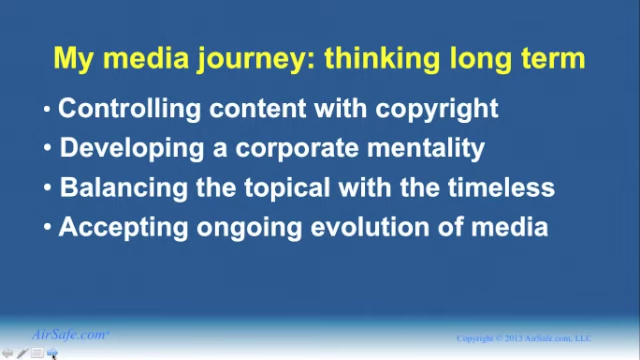 My media journey: thinking long term
• Controlling content with copyright
• Developing a corporate mentality
• Balancing the topical with the timeless
• Accepting ongoing evolution of media
AirSafe.com®
Copyright © 2013 AirSafe.com, LLC